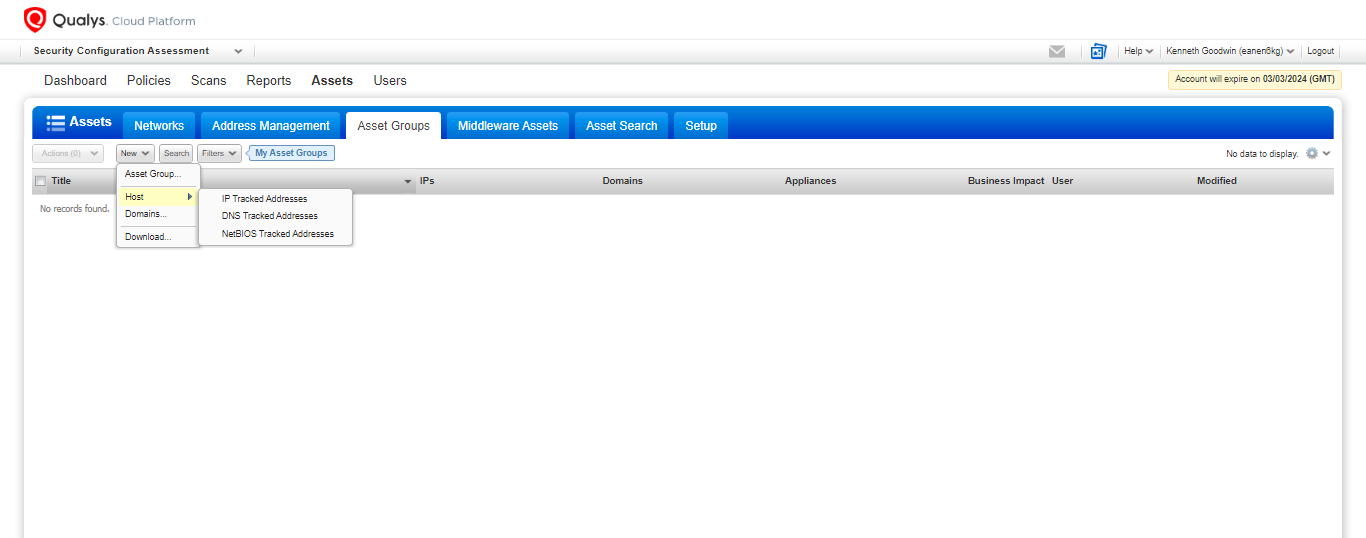 Qualys. Cloud Platform
Security Configuration Assessment
Help
Kenneth Goodwin (eanen6kg)
Logout
Dashboard Policies Scans Reports Assets Users
Account will expire on 03/03/2024 (GMT)
Assets Networks Address Management Asset Groups Middleware Assets Asset Search Setup
Actions (0) New Search Filters My Asset Groups
No data to display.
Title IPs Domains Appliances Business Impact User Modified
No records found.
Asset Group...
Host
Domains...
Download...
IP Tracked Addresses
DNS Tracked Addresses
NetBIOS Tracked Addresses